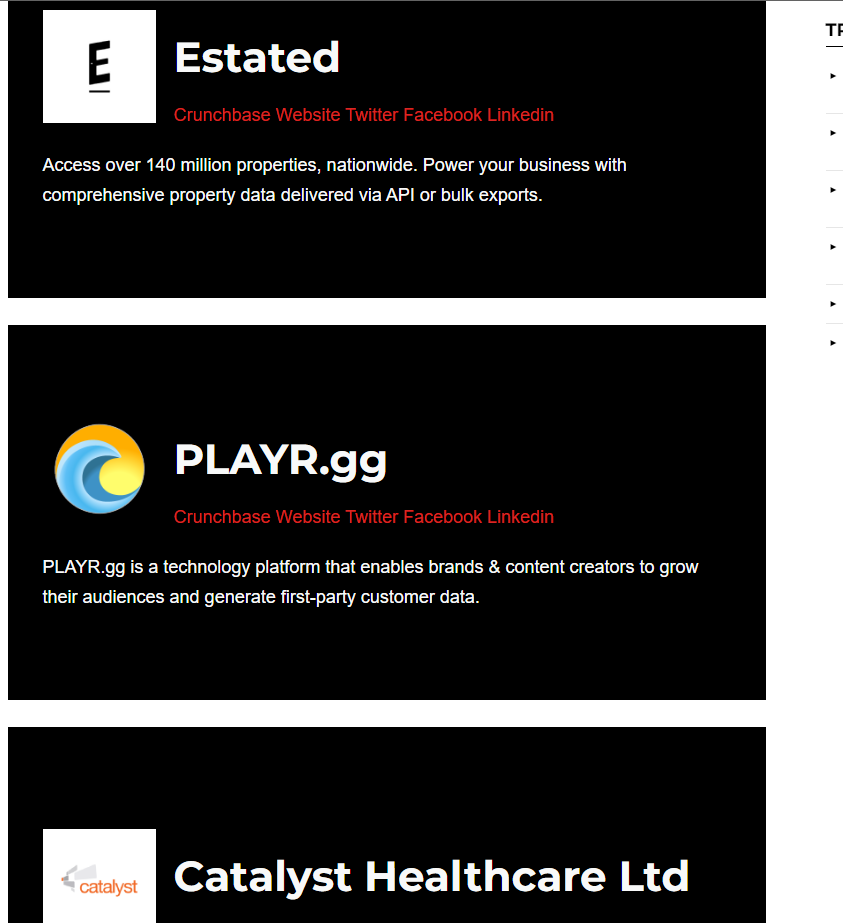 E
Estated
Crunchbase Website Twitter Facebook Linkedin
Access over 140 million properties, nationwide. Power your business with
comprehensive property data delivered via API or bulk exports.
PLAYR.gg
Crunchbase Website Twitter Facebook Linkedin
PLAYR.gg is a technology platform that enables brands & content creators to grow
their audiences and generate first-party customer data.
catalyst
Catalyst Healthcare Ltd